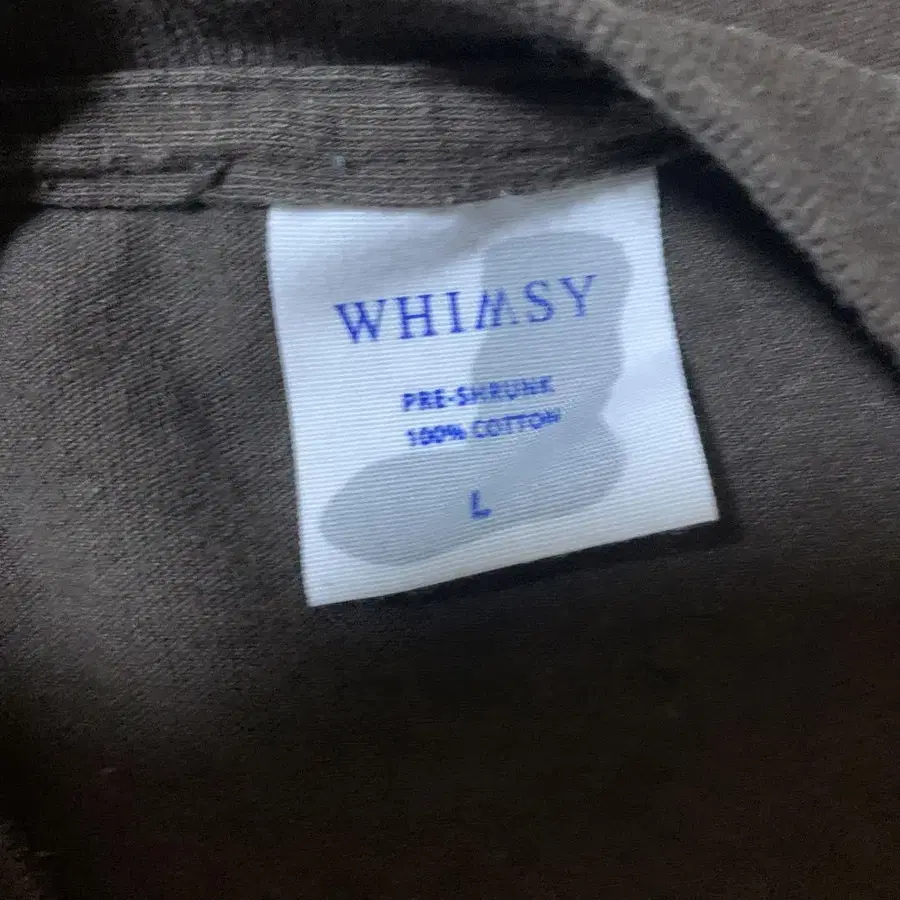 WHIMSY
PRE-SHRUNK
100% COTTON
L